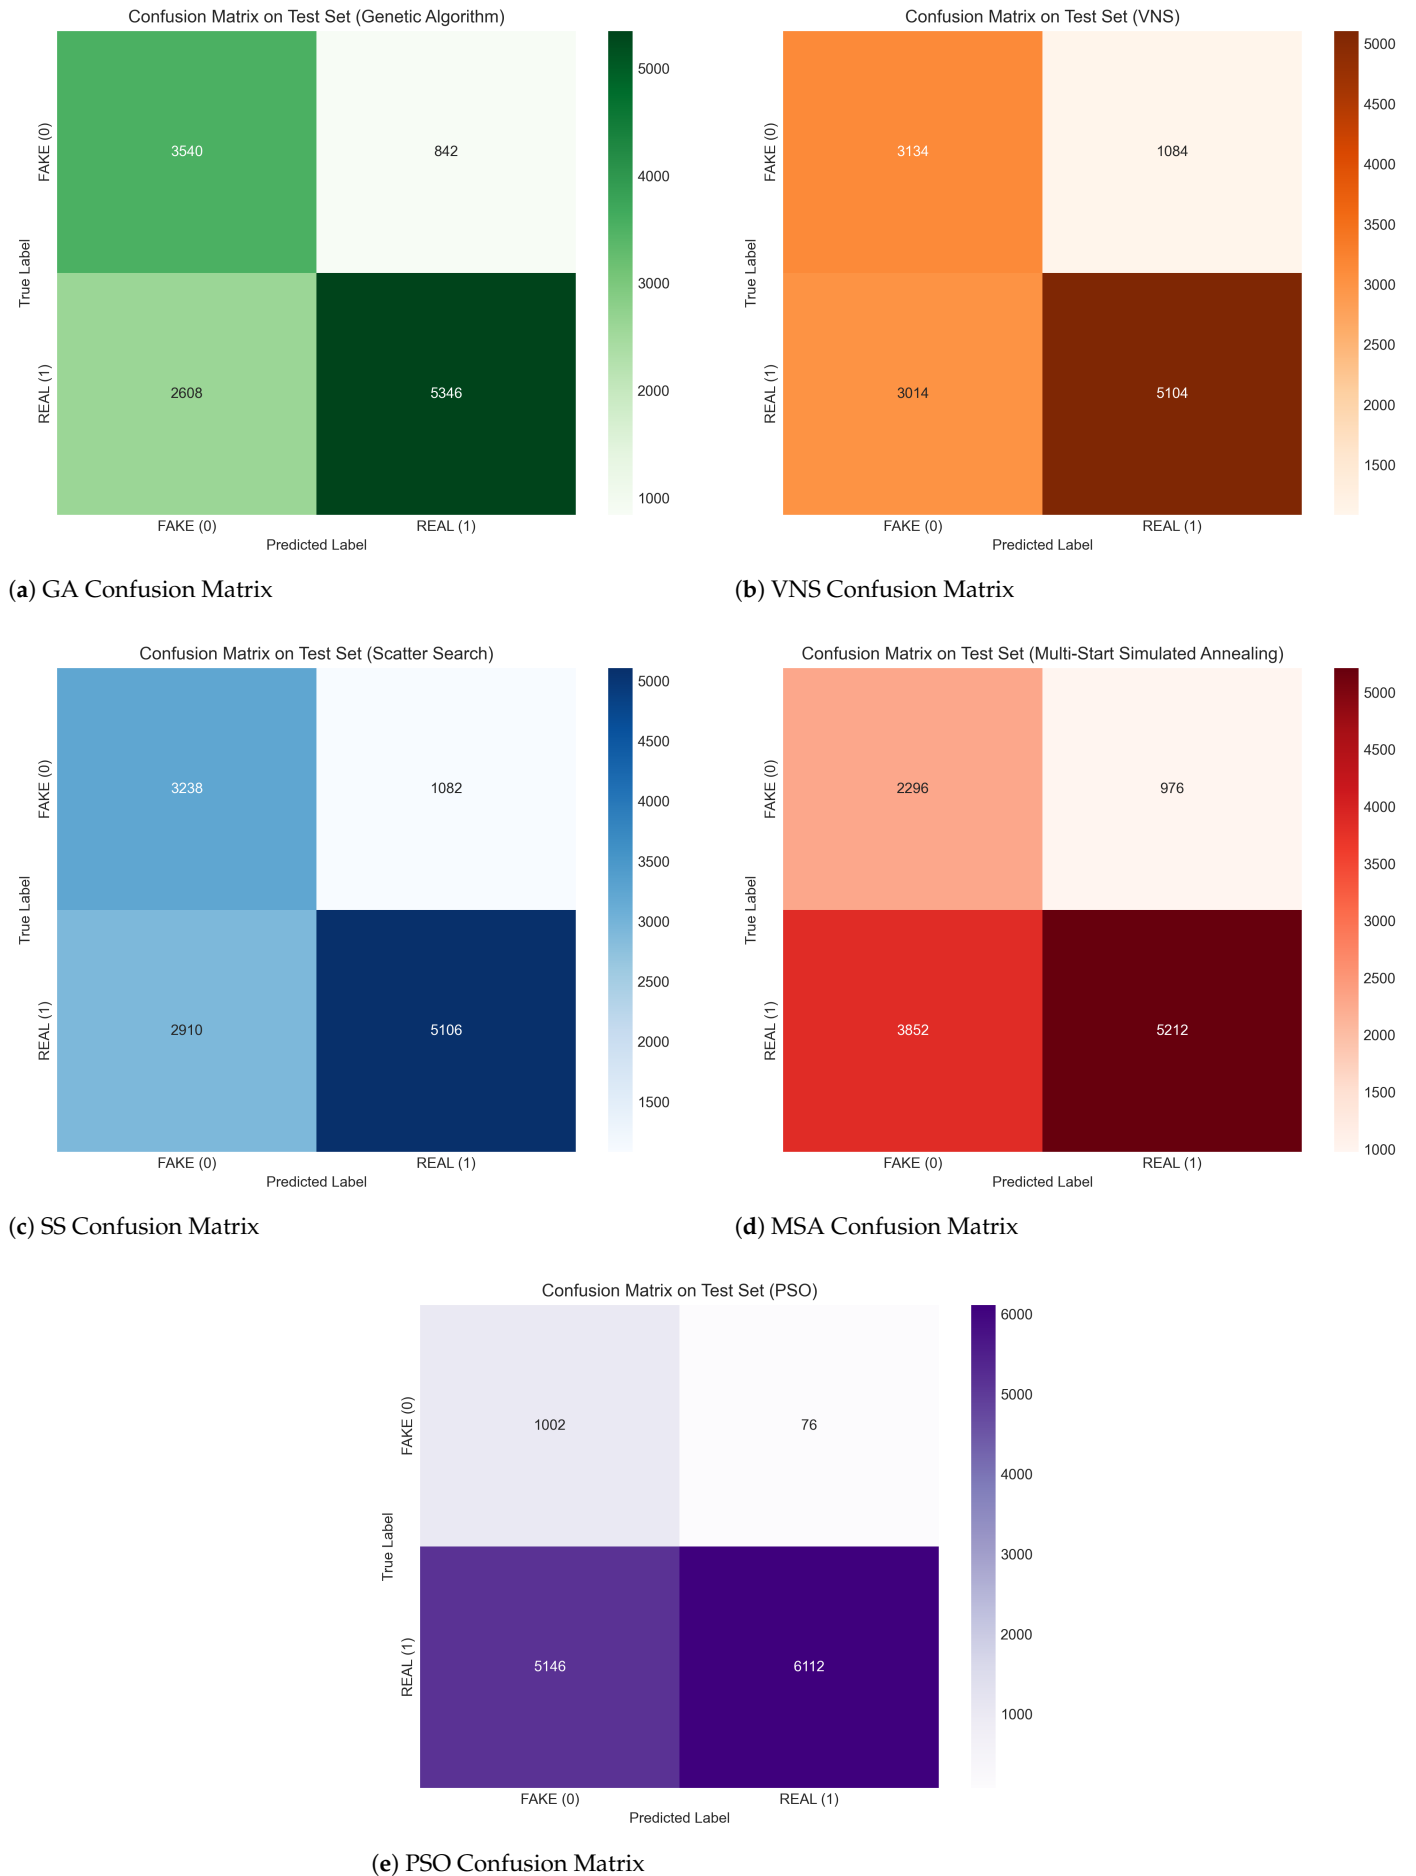 Confusion Matrix on Test Set (Genetic Algorithm)
FAKE (0)
REAL (1)
True Label
3540
842
2608
5346
FAKE (0)
REAL (1)
Predicted Label
5000
4000
3000
2000
1000
(a) GA Confusion Matrix
Confusion Matrix on Test Set (VNS)
FAKE (0)
REAL (1)
True Label
3134
1084
3014
5104
FAKE (0)
REAL (1)
Predicted Label
5000
4500
4000
3500
3000
2500
2000
1500
(b) VNS Confusion Matrix
Confusion Matrix on Test Set (Scatter Search)
FAKE (0)
REAL (1)
True Label
3238
1082
2910
5106
FAKE (0)
REAL (1)
Predicted Label
5000
4500
4000
3500
3000
2500
2000
1500
(c) SS Confusion Matrix
Confusion Matrix on Test Set (Multi-Start Simulated Annealing)
FAKE (0)
REAL (1)
True Label
2296
976
3852
5212
FAKE (0)
REAL (1)
Predicted Label
5000
4500
4000
3500
3000
2500
2000
1500
1000
(d) MSA Confusion Matrix
Confusion Matrix on Test Set (PSO)
FAKE (0)
REAL (1)
True Label
1002
76
5146
6112
FAKE (0)
REAL (1)
Predicted Label
6000
5000
4000
3000
2000
1000
(e) PSO Confusion Matrix